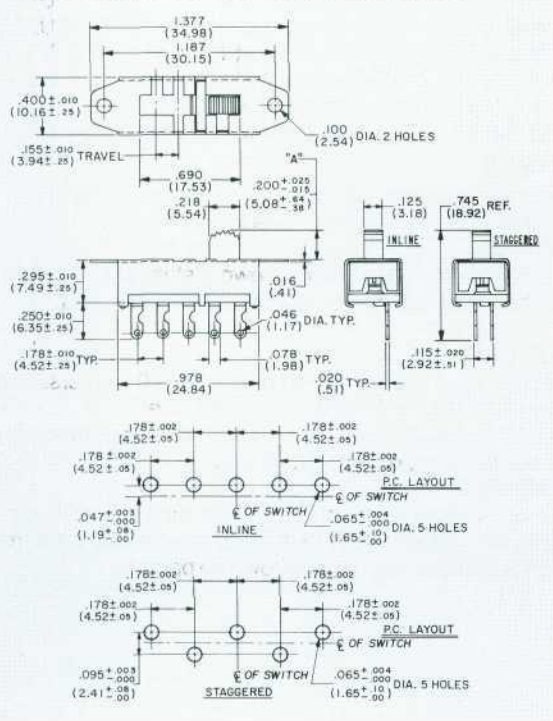 1.377
(34.98)
1.187
(30.15)
.400±.010
(10.16±.25)
.100
(2.54) DIA. 2 HOLES
.155±.010
(3.94±.25) TRAVEL
"A"
.690
(17.53)
.200 +.025 -.015
(5.08 +.64 -.38)
.218
(5.54)
.125
(3.18)
.745
(18.92) REF.
INLINE
STAGGERED
.295±.010
(7.49±.25)
.016
(.41)
.250±.010
(6.35±.25)
.046
(1.17) DIA. TYP.
.178±.010
(4.52±.25) TYP.
.078
(1.98) TYP.
.115±.020
(2.92±.51)
.978
(24.84)
.020
(.51) TYP.
.178±.002
(4.52±.05)
.178±.002
(4.52±.05)
.178±.002
(4.52±.05)
.178±.002
(4.52±.05)
P.C. LAYOUT
℄ OF SWITCH
.047 +.003 -.000
(1.19 +.08 -.00)
℄ OF SWITCH
.065 +.004 -.000
(1.65 +.10 -.00) DIA. 5 HOLES
INLINE
.178±.002
(4.52±.05)
.178±.002
(4.52±.05)
.178±.002
(4.52±.05)
.178±.002
(4.52±.05)
P.C. LAYOUT
℄ OF SWITCH
.095 +.003 -.000
(2.41 +.08 -.00)
℄ OF SWITCH
.065 +.004 -.000
(1.65 +.10 -.00) DIA. 5 HOLES
STAGGERED